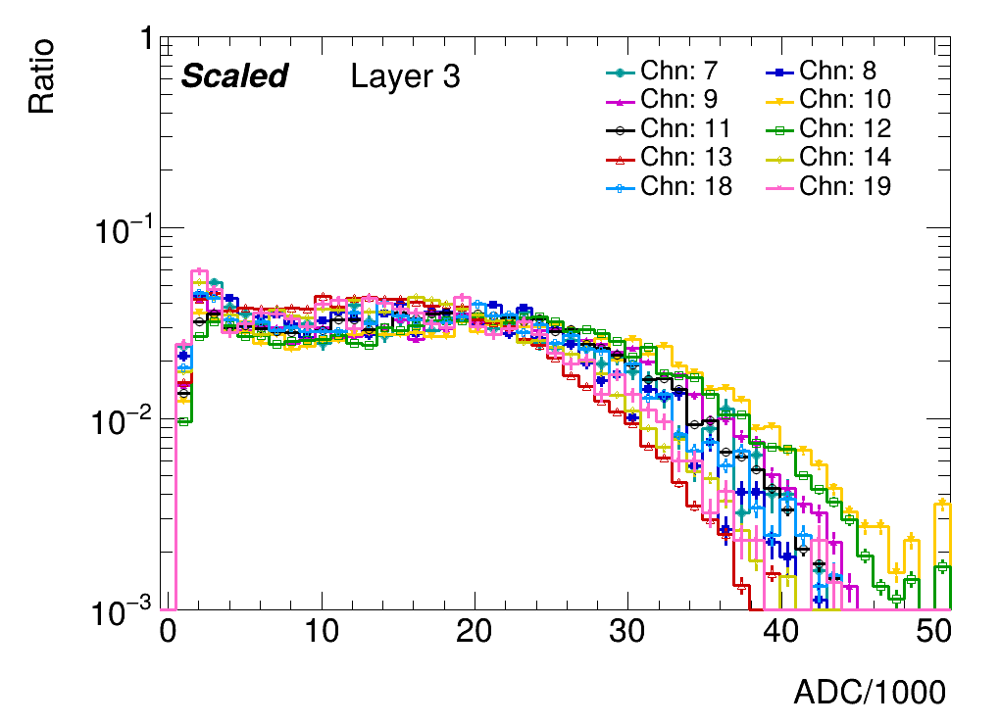 Ratio
Scaled Layer 3
Chn: 7 Chn: 8
Chn: 9 Chn: 10
Chn: 11 Chn: 12
Chn: 13 Chn: 14
Chn: 18 Chn: 19
1
10⁻¹
10⁻²
10⁻³
0 10 20 30 40 50
ADC/1000